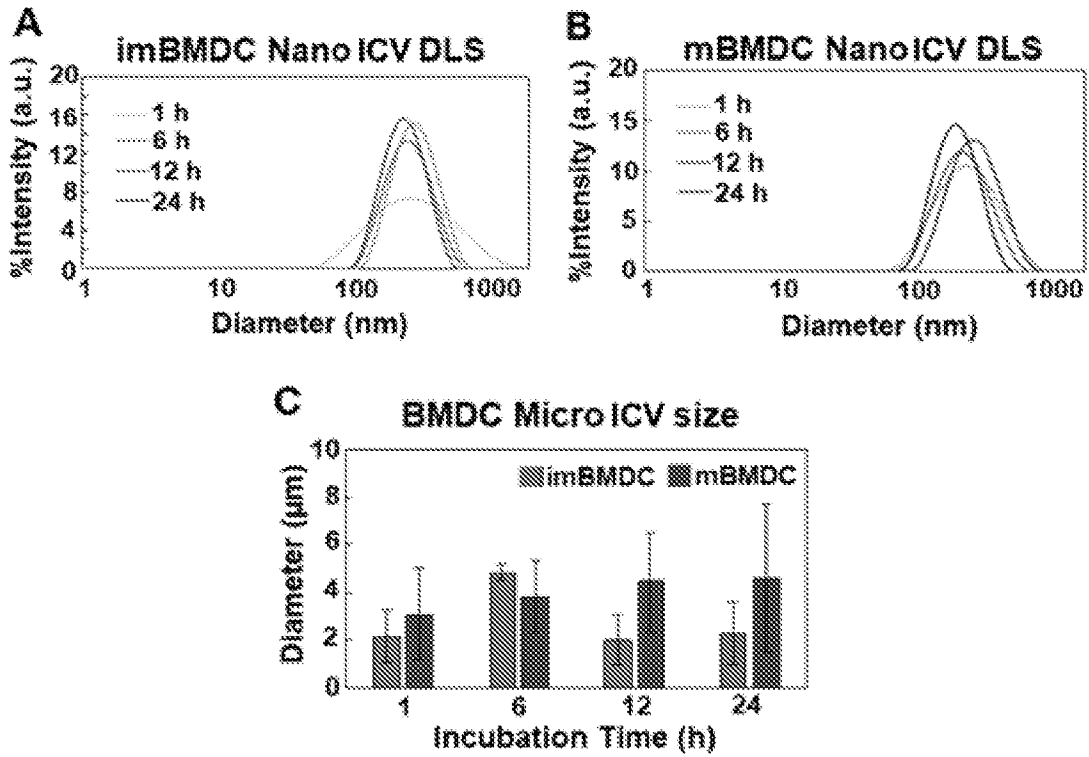 A
imBMDC Nano ICV DLS
%Intensity (a.u.)
20
16
12
8
4
0
1 h
6 h
12 h
24 h
1 10 100 1000
Diameter (nm)
B
mBMDC Nano ICV DLS
%Intensity (a.u.)
20
15
10
5
0
1 h
6 h
12 h
24 h
1 10 100 1000
Diameter (nm)
C
BMDC Micro ICV size
Diameter (µm)
10
8
6
4
2
0
imBMDC mBMDC
1 6 12 24
Incubation Time (h)